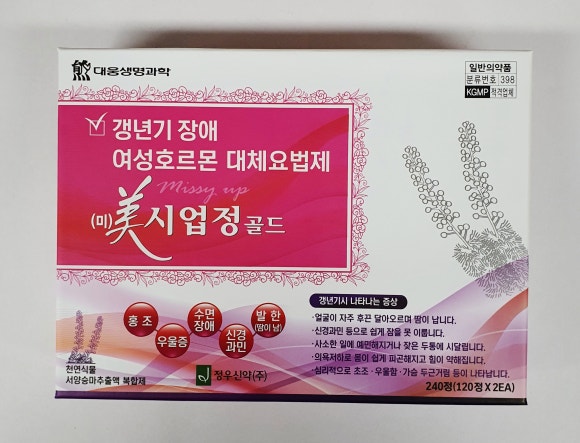 대웅생명과학
일반의약품
분류번호 398
KGMP 적격업체
갱년기 장애
여성호르몬 대체요법제
Missy up
(미)美시업정골드
홍조
우울증
수면장애
신경과민
발한(땀이 남)
갱년기시 나타나는 증상
·얼굴이 자주 후끈 달아오르며 땀이 납니다.
·신경과민 등으로 쉽게 잠을 못 이룹니다.
·사소한 일에 예민해지거나 잦은 두통에 시달립니다.
·의욕저하로 몸이 쉽게 피곤해지고 힘이 약해집니다.
·심리적으로 초조·우울함·가슴 두근거림 등이 나타납니다.
천연식물
서양승마추출액 복합제
정우신약(주)
240정(120정 X 2EA)